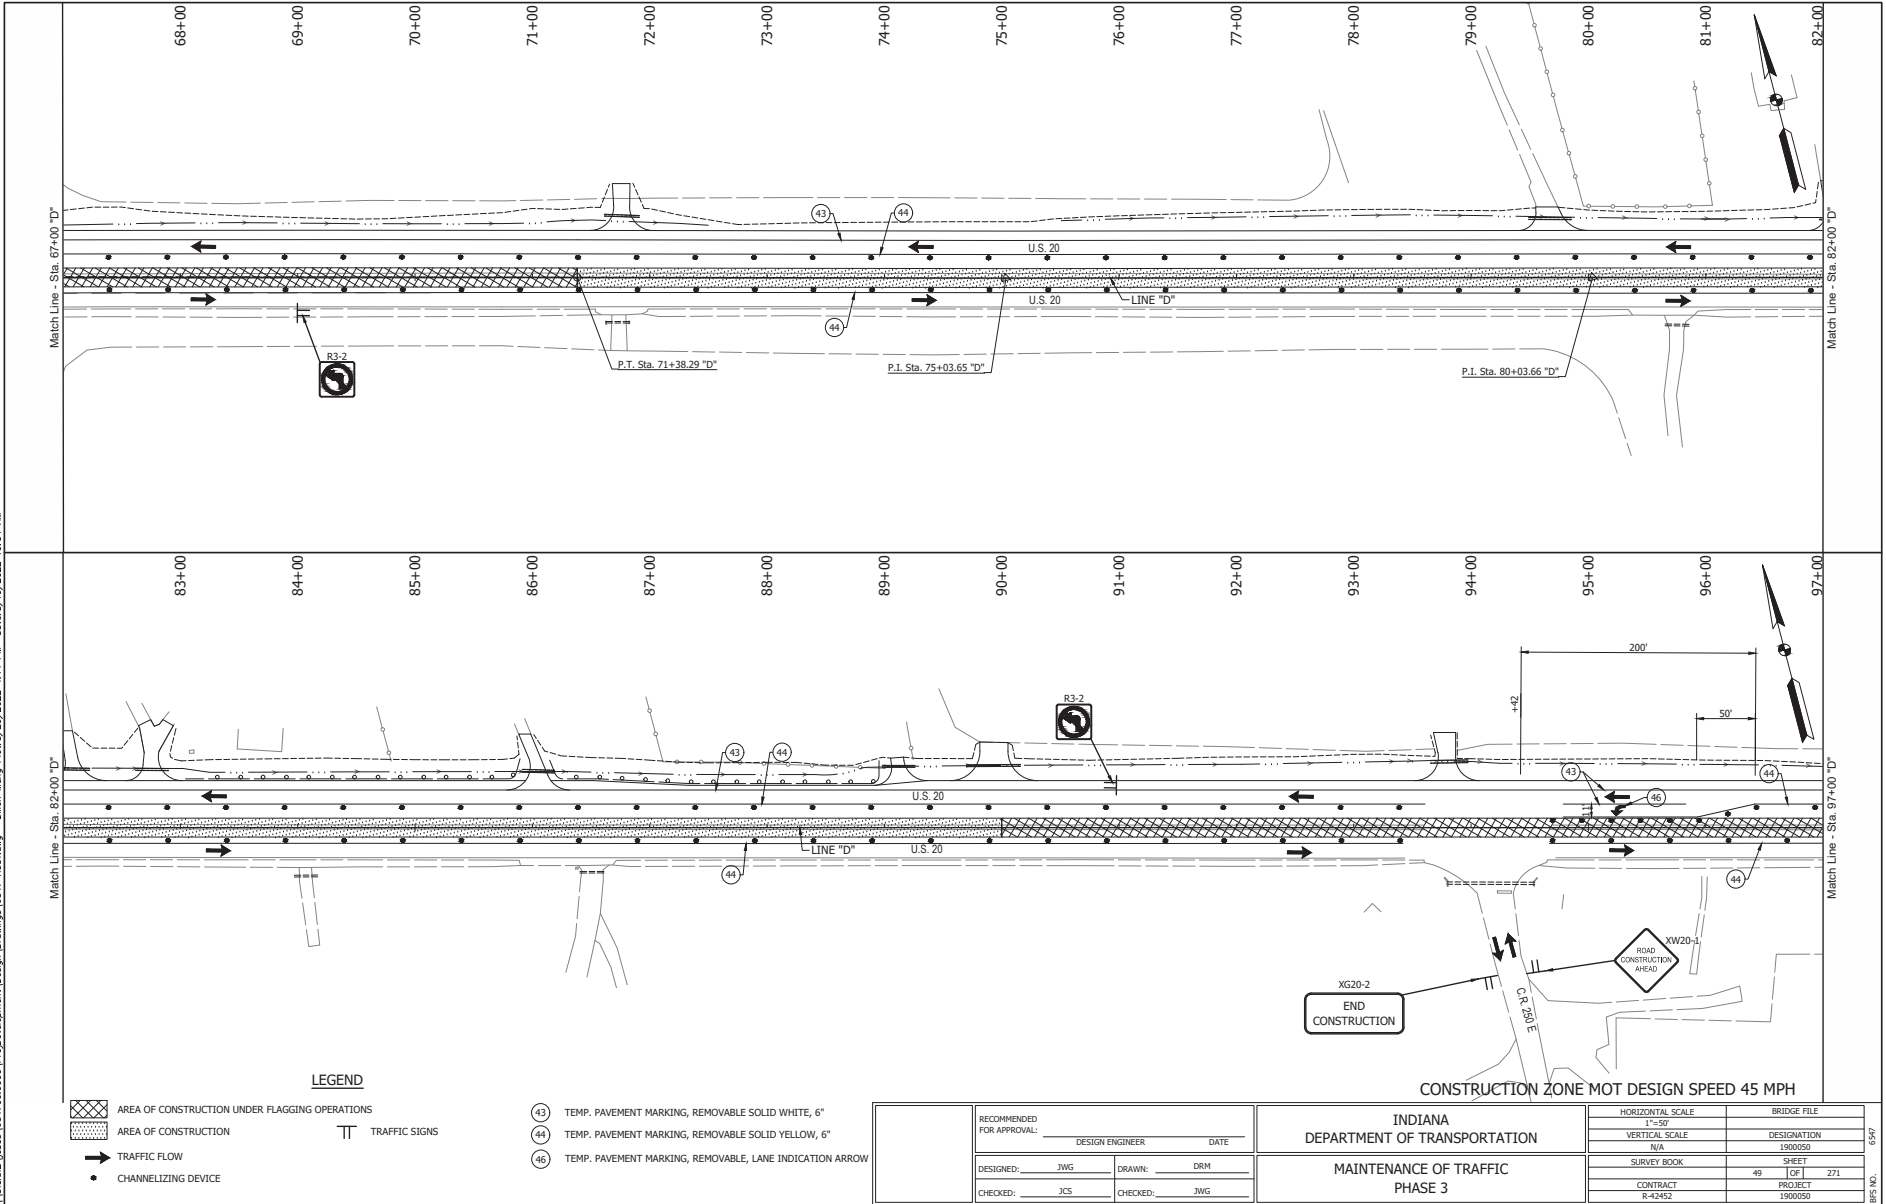 68+00
69+00
70+00
71+00
72+00
73+00
74+00
75+00
76+00
77+00
78+00
79+00
80+00
81+00
82+00
Match Line - Sta. 67+00 "D"
43
44
U.S. 20
U.S. 20
LINE "D"
44
R3-2
P.T. Sta. 71+38.29 "D"
P.I. Sta. 75+03.65 "D"
P.I. Sta. 80+03.66 "D"
Match Line - Sta. 82+00 "D"
83+00
84+00
85+00
86+00
87+00
88+00
89+00
90+00
91+00
92+00
93+00
94+00
95+00
96+00
97+00
Match Line - Sta. 82+00 "D"
43
44
U.S. 20
LINE "D"
U.S. 20
44
R3-2
+42
200'
50'
43
44
46
11'
44
Match Line - Sta. 97+00 "D"
XG20-2
END
CONSTRUCTION
C.R. 250 E
XW20-1
ROAD
CONSTRUCTION
AHEAD
CONSTRUCTION ZONE MOT DESIGN SPEED 45 MPH
LEGEND
AREA OF CONSTRUCTION UNDER FLAGGING OPERATIONS
AREA OF CONSTRUCTION
TRAFFIC SIGNS
TRAFFIC FLOW
CHANNELIZING DEVICE
43 TEMP. PAVEMENT MARKING, REMOVABLE SOLID WHITE, 6"
44 TEMP. PAVEMENT MARKING, REMOVABLE SOLID YELLOW, 6"
46 TEMP. PAVEMENT MARKING, REMOVABLE, LANE INDICATION ARROW
RECOMMENDED
FOR APPROVAL:
DESIGN ENGINEER DATE
DESIGNED: JWG DRAWN: DRM
CHECKED: JCS CHECKED: JWG
INDIANA
DEPARTMENT OF TRANSPORTATION
MAINTENANCE OF TRAFFIC
PHASE 3
HORIZONTAL SCALE BRIDGE FILE
1"=50'
VERTICAL SCALE DESIGNATION
N/A 1900050
SURVEY BOOK SHEET
49 OF 271
CONTRACT PROJECT
R-42452 1900050
BFS NO. 6547